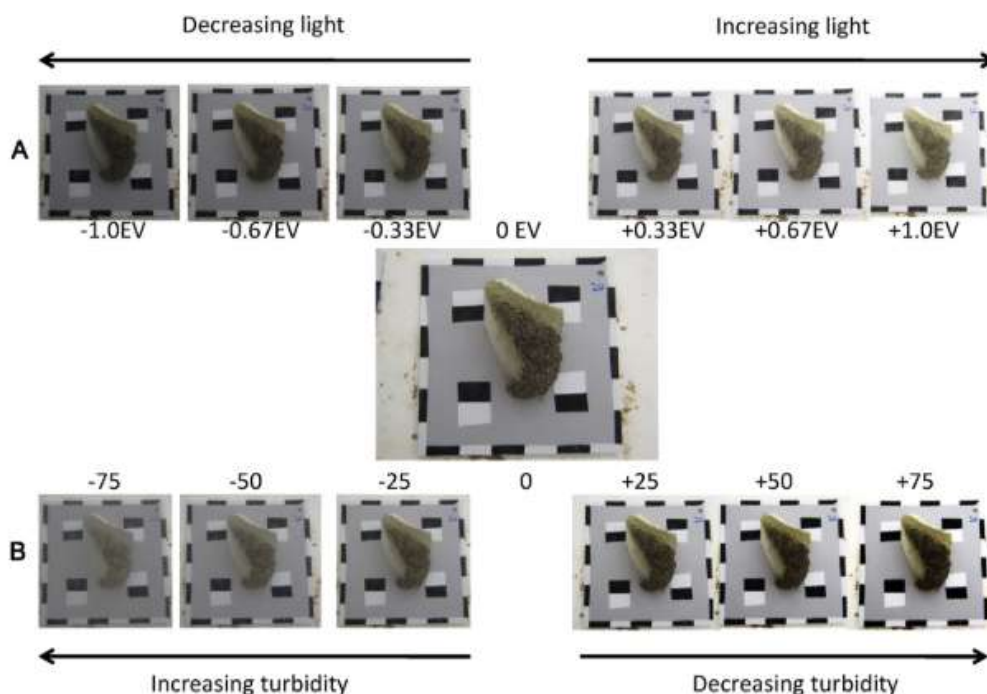 Decreasing light
Increasing light
A
-1.0EV
-0.67EV
-0.33EV
0 EV
+0.33EV
+0.67EV
+1.0EV
-75
-50
-25
0
+25
+50
+75
B
Increasing turbidity
Decreasing turbidity